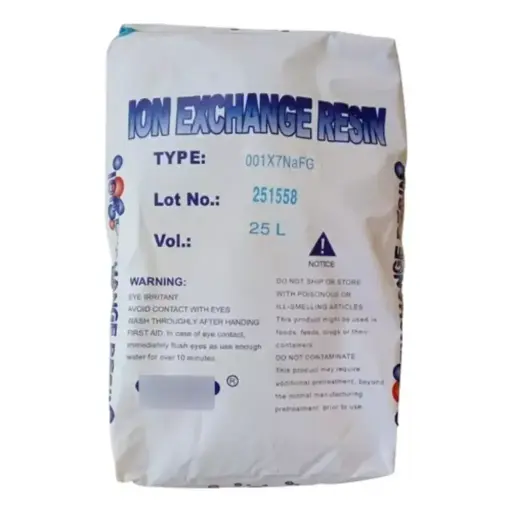 ION EXCHANGE RESIN
TYPE: 001X7NaFG
Lot No.: 251558
Vol.: 25 L
NOTICE
WARNING:
EYE IRRITANT
AVOID CONTACT WITH EYES
WASH THROUGHLY AFTER HANDING
FIRST AID: In case of eye contact,
immediately flush eyes as use enough
water for over 10 minutes.
®
DO NOT SHIP OR STORE
WITH POISONOUS OR
ILL-SMELLING ARTICLES
This product might be used in
foods, feeds, drugs or their
containers.
DO NOT CONTAMINATE
This product may require
additional pretreatment, beyond
the normal manufacturing
pretreatment prior to use.